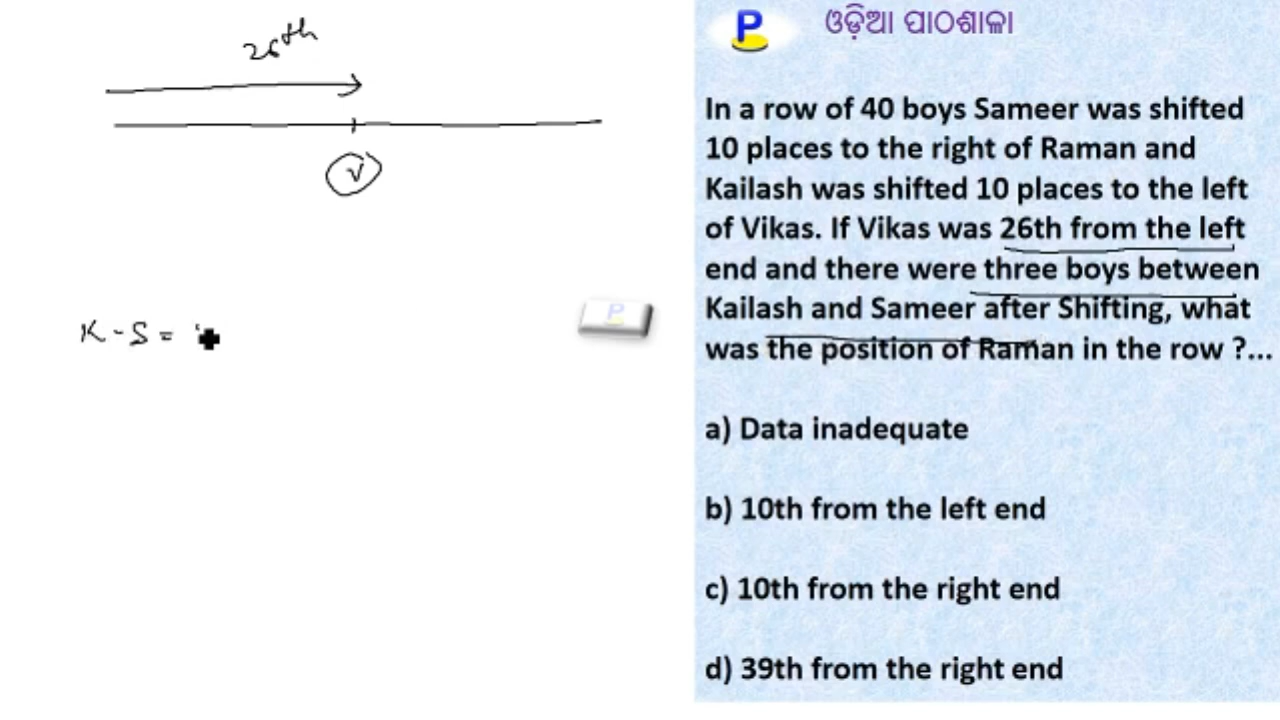 26th
V
K - S =
P
P ଓଡ଼ିଆ ପାଠଶାଳା
In a row of 40 boys Sameer was shifted
10 places to the right of Raman and
Kailash was shifted 10 places to the left
of Vikas. If Vikas was 26th from the left
end and there were three boys between
Kailash and Sameer after Shifting, what
was the position of Raman in the row ?...
a) Data inadequate
b) 10th from the left end
c) 10th from the right end
d) 39th from the right end